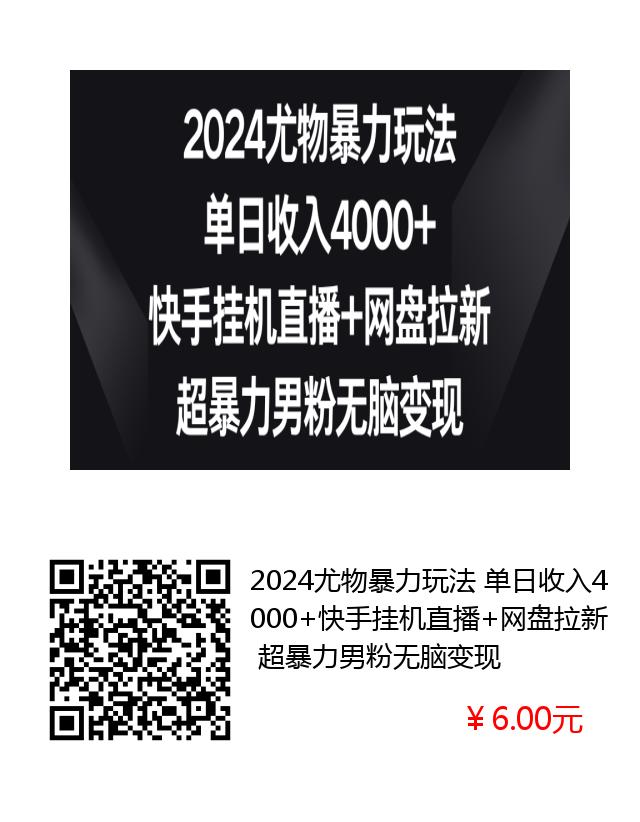 2024尤物暴力玩法
单日收入4000+
快手挂机直播+网盘拉新
超暴力男粉无脑变现
2024尤物暴力玩法 单日收入4
000+快手挂机直播+网盘拉新
超暴力男粉无脑变现
¥ 6.00元